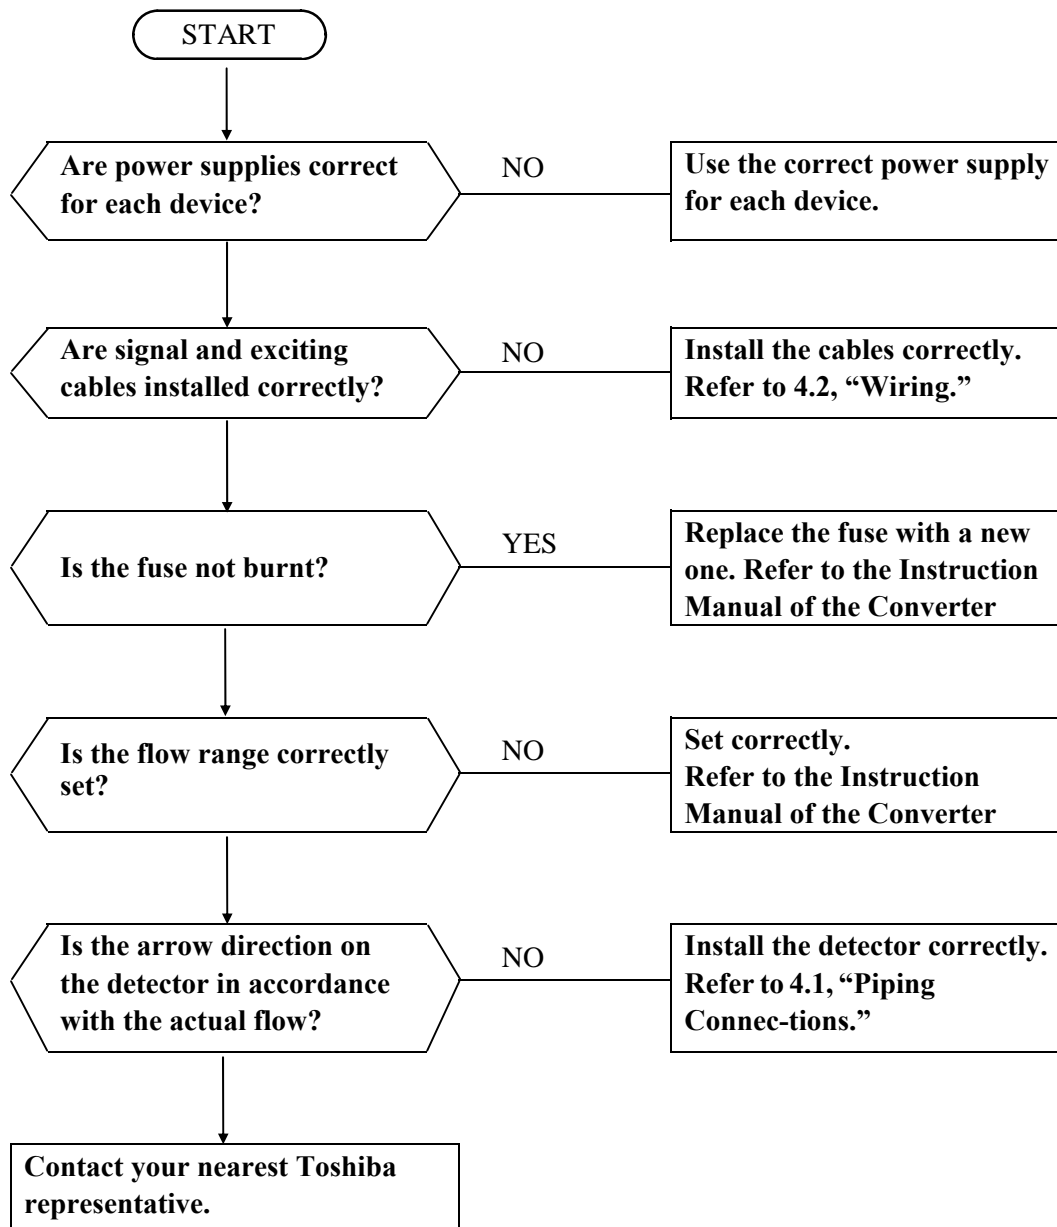 START
Are power supplies correct
for each device?
NO
Use the correct power supply
for each device.
Are signal and exciting
cables installed correctly?
NO
Install the cables correctly.
Refer to 4.2, “Wiring.”
Is the fuse not burnt?
YES
Replace the fuse with a new
one. Refer to the Instruction
Manual of the Converter
Is the flow range correctly
set?
NO
Set correctly.
Refer to the Instruction
Manual of the Converter
Is the arrow direction on
the detector in accordance
with the actual flow?
NO
Install the detector correctly.
Refer to 4.1, “Piping
Connec-tions.”
Contact your nearest Toshiba
representative.